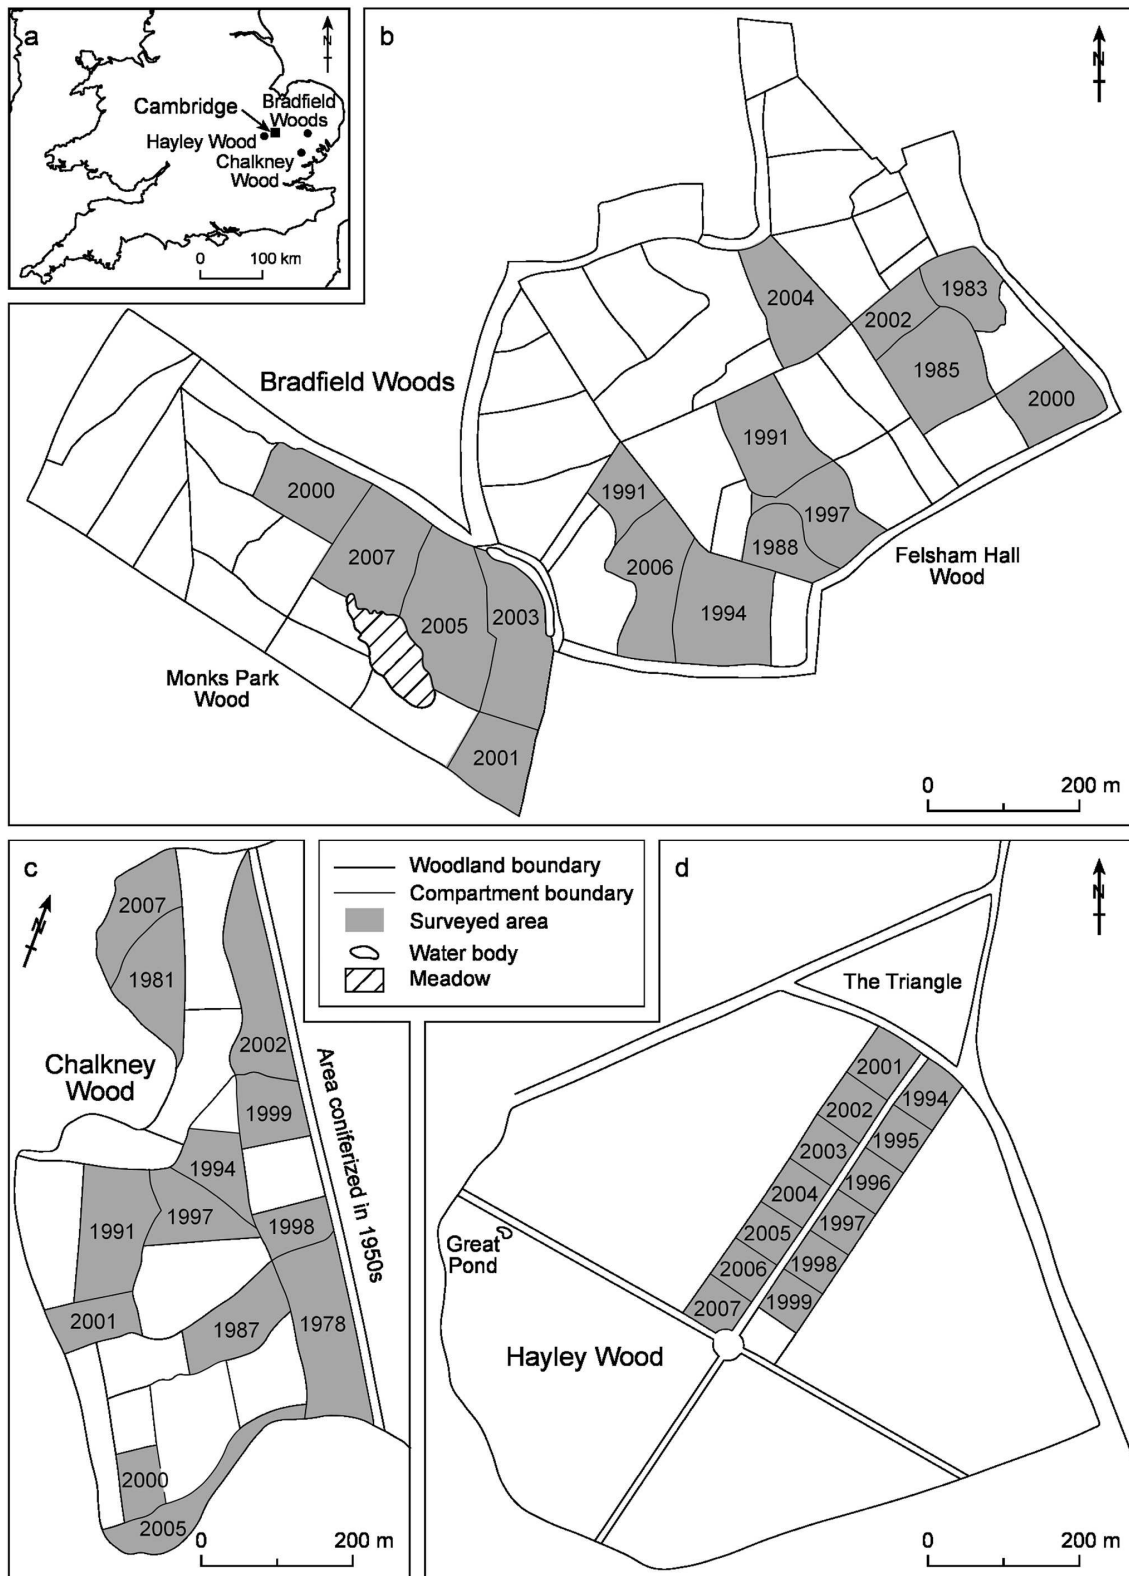 a
N
Cambridge
Bradfield
Woods
Hayley Wood
Chalkney
Wood
0 100 km
b
N
Bradfield Woods
2004
1983
2002
1985
2000
1991
1991
1997
1988
2006
1994
Felsham Hall
Wood
2000
2007
2005
2003
2001
Monks Park
Wood
0 200 m
c
N
2007
1981
Chalkney
Wood
2002
1999
1994
1997
1991
1998
2001
1987
1978
2000
2005
Area coniferized in 1950s
0 200 m
Woodland boundary
Compartment boundary
Surveyed area
Water body
Meadow
d
N
The Triangle
2001
1994
2002
1995
2003
1996
2004
1997
2005
1998
2006
1999
2007
Great
Pond
Hayley Wood
0 200 m